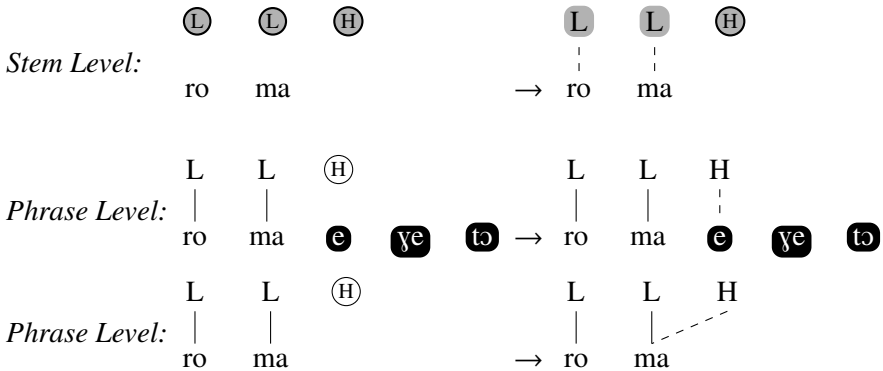 L L H L L H
Stem Level:
ro ma → ro ma
L L H L L H
Phrase Level:
ro ma e ɣe tɔ → ro ma e ɣe tɔ
L L H L L H
Phrase Level:
ro ma → ro ma